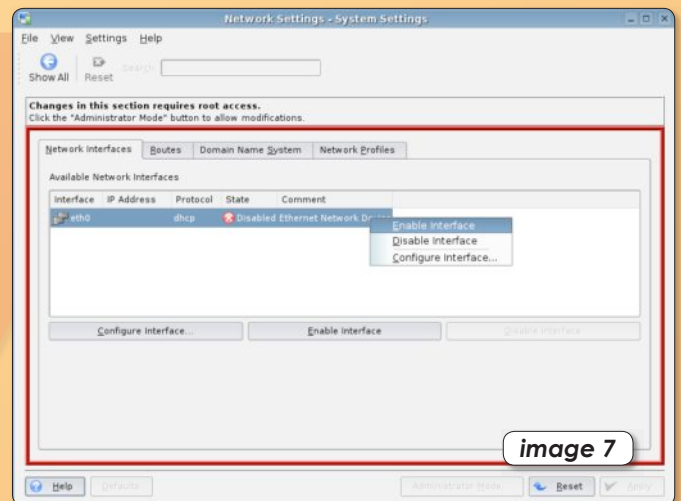 Network Settings - System Settings
File View Settings Help
Show All Reset Search:
Changes in this section requires root access.
Click the "Administrator Mode" button to allow modifications.
Network Interfaces Routes Domain Name System Network Profiles
Available Network Interfaces
Interface IP Address Protocol State Comment
eth0 dhcp Disabled Ethernet Network
Enable Interface
Disable Interface
Configure Interface...
Configure Interface... Enable Interface Disable Interface
image 7
Help Defaults Administrator Mode... Reset Apply